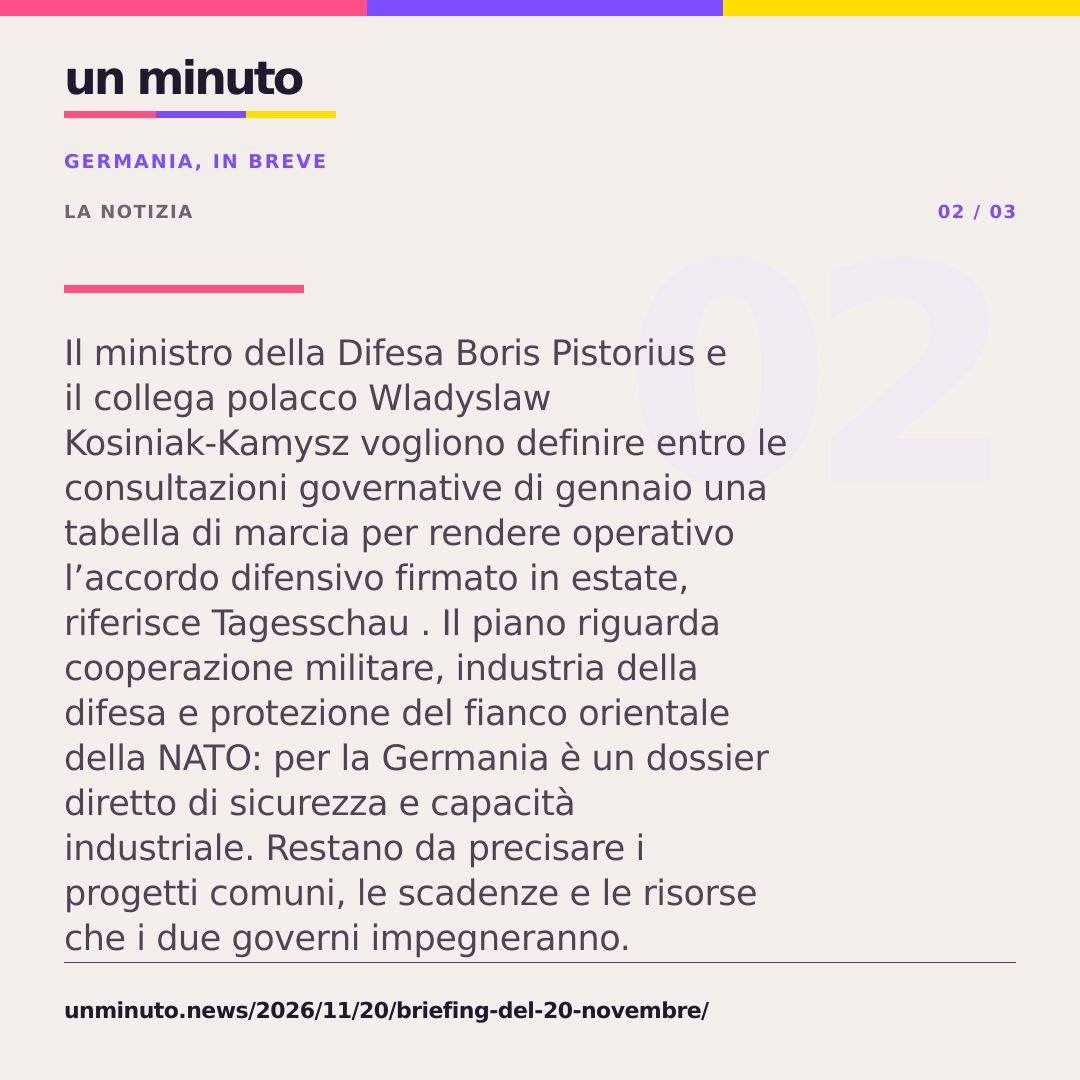 un minuto
GERMANIA, IN BREVE
LA NOTIZIA
02 / 03
02
Il ministro della Difesa Boris Pistorius e
il collega polacco Wladyslaw
Kosiniak-Kamysz vogliono definire entro le
consultazioni governative di gennaio una
tabella di marcia per rendere operativo
l’accordo difensivo firmato in estate,
riferisce Tagesschau . Il piano riguarda
cooperazione militare, industria della
difesa e protezione del fianco orientale
della NATO: per la Germania è un dossier
diretto di sicurezza e capacità
industriale. Restano da precisare i
progetti comuni, le scadenze e le risorse
che i due governi impegneranno.
unminuto.news/2026/11/20/briefing-del-20-novembre/